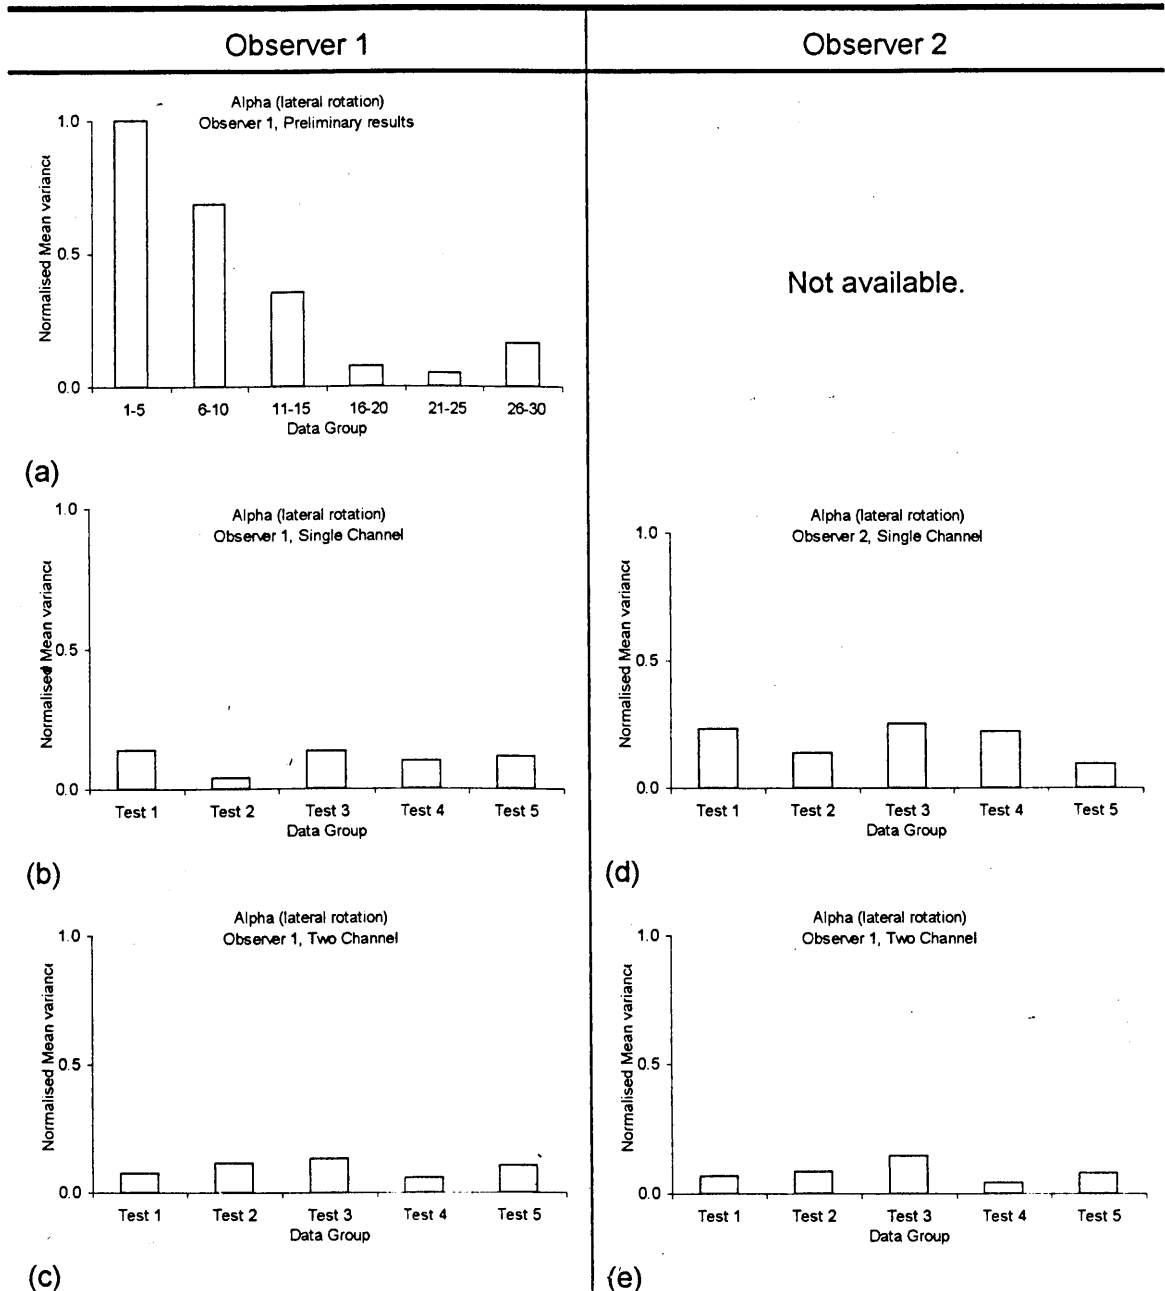 Observer 1
Observer 2
Alpha (lateral rotation)
Observer 1, Preliminary results
Normalised Mean variance
1.0
0.5
0.0
1-5 6-10 11-15 16-20 21-25 26-30
Data Group
(a)
Not available.
Alpha (lateral rotation)
Observer 1, Single Channel
Normalised Mean variance
1.0
0.5
0.0
Test 1 Test 2 Test 3 Test 4 Test 5
Data Group
(b)
Alpha (lateral rotation)
Observer 2, Single Channel
Normalised Mean variance
1.0
0.5
0.0
Test 1 Test 2 Test 3 Test 4 Test 5
Data Group
(d)
Alpha (lateral rotation)
Observer 1, Two Channel
Normalised Mean variance
1.0
0.5
0.0
Test 1 Test 2 Test 3 Test 4 Test 5
Data Group
(c)
Alpha (lateral rotation)
Observer 1, Two Channel
Normalised Mean variance
1.0
0.5
0.0
Test 1 Test 2 Test 3 Test 4 Test 5
Data Group
(e)